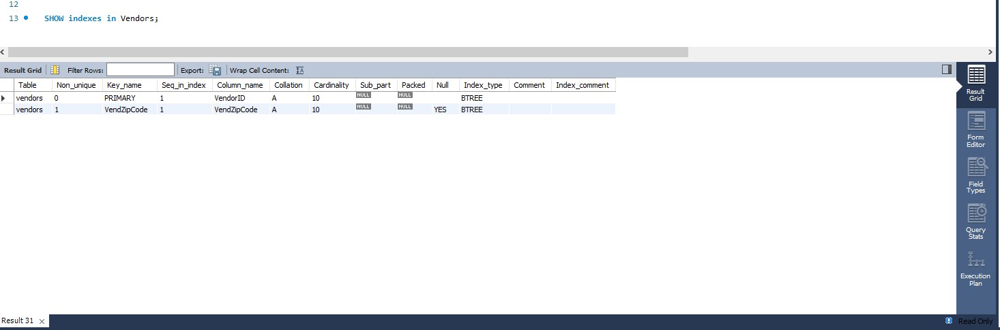 12
13 SHOW indexes in Vendors;
Result Grid Filter Rows: Export: Wrap Cell Content:
Table Non_unique Key_name Seq_in_index Column_name Collation Cardinality Sub_part Packed Null Index_type Comment Index_comment
vendors 0 PRIMARY 1 VendorID A 10 NULL NULL BTREE
vendors 1 VendZipCode 1 VendZipCode A 10 NULL NULL YES BTREE
Result
Grid
Form
Editor
Field
Types
Query
Stats
Execution
Plan
Result 31 Read Only